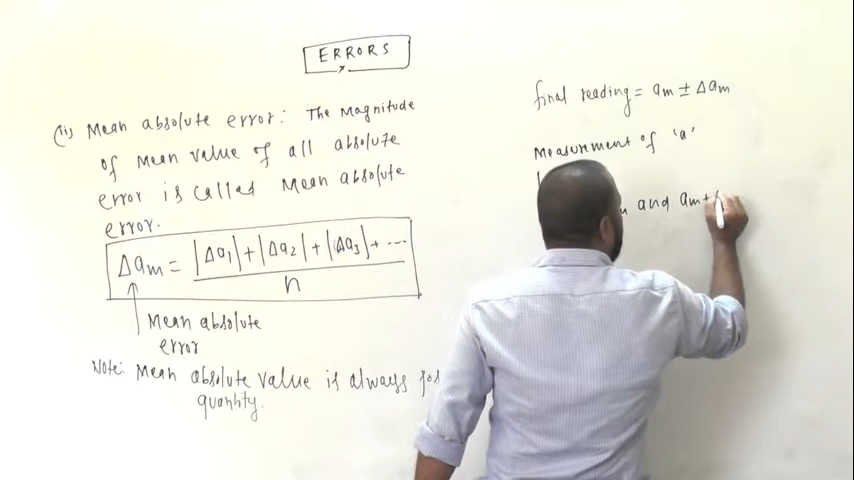 ERRORS
(ii) Mean absolute error: The Magnitude
of Mean value of all absolute
error is called Mean absolute
error.
Δam = |Δa1| + |Δa2| + |Δa3| + ...
n
Mean absolute
error
Note: Mean absolute value is always
quantity.
final reading = am ± Δam
Measurement of 'a'
and am +